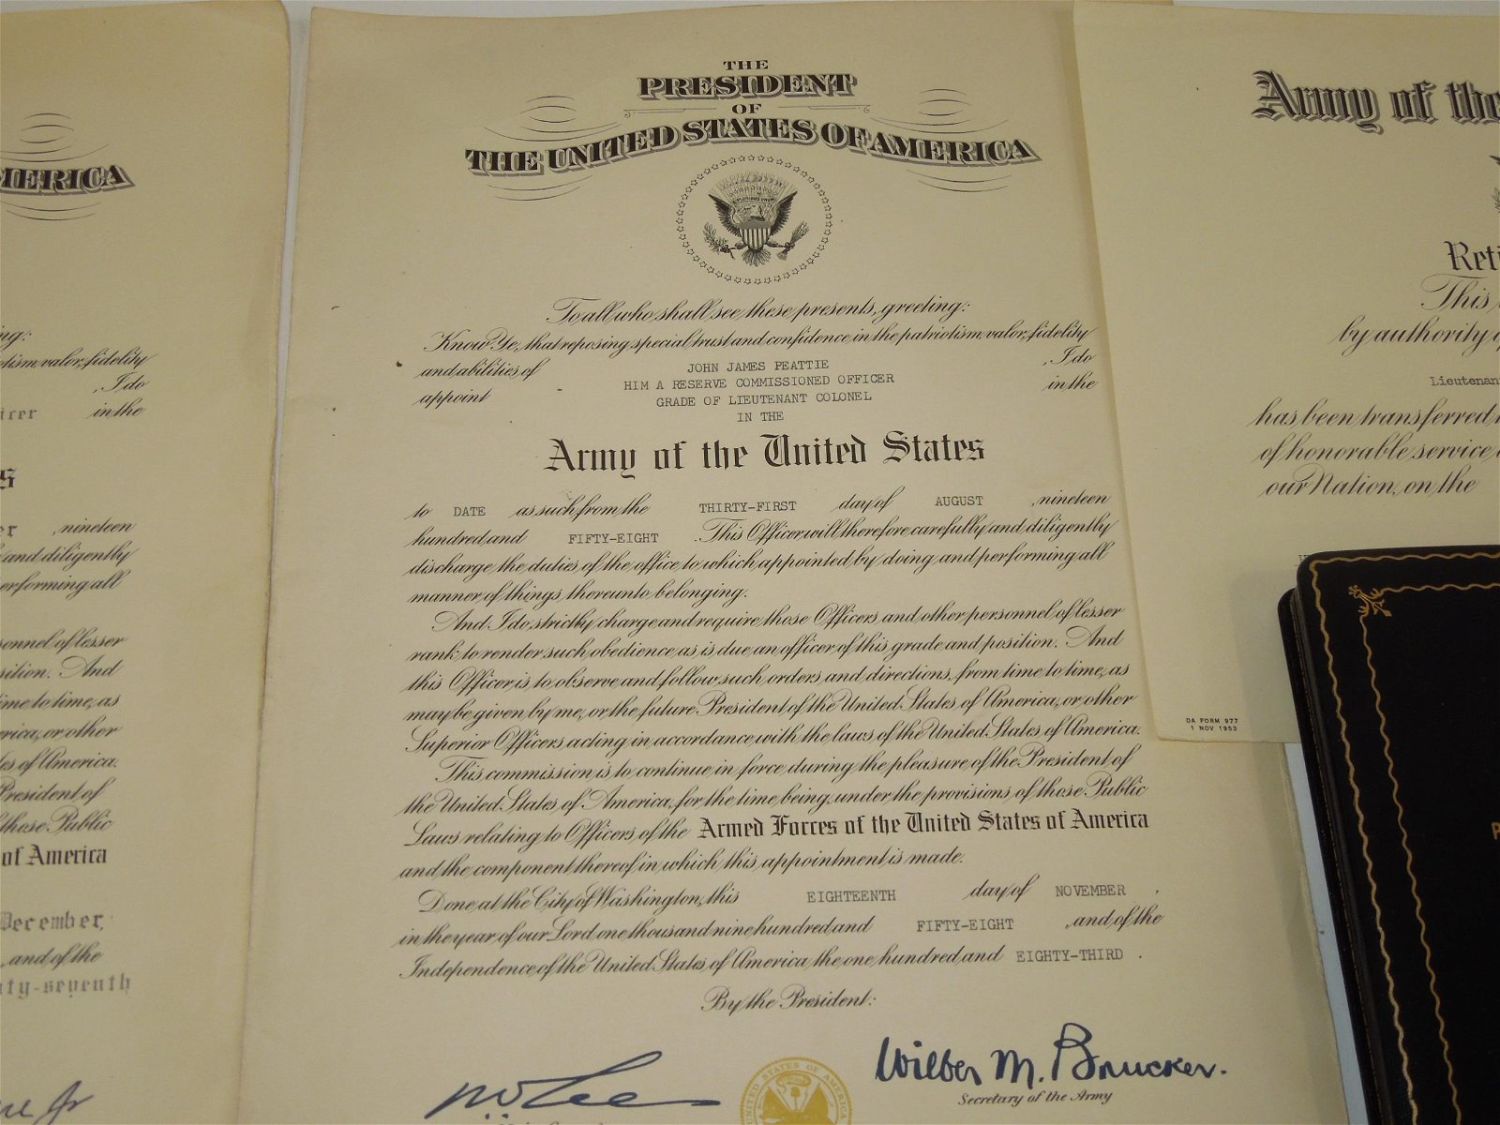 MERICA
ing:
otism, valor, fidelity
, I do
in the
S
, nineteen
and diligently
erforming all
sonnel of lesser
sition. And
ime to time, as
erica, or other
es of America.
President of
those Public
of America
December,
, and of the
ty-seventh
THE
PRESIDENT
OF
THE UNITED STATES OF AMERICA
To all who shall see these presents, greeting:
Know Ye, that reposing special trust and confidence in the patriotism, valor, fidelity
and abilities of JOHN JAMES PEATTIE , I do
appoint HIM A RESERVE COMMISSIONED OFFICER in the
GRADE OF LIEUTENANT COLONEL
IN THE
Army of the United States
to DATE as such from the THIRTY-FIRST day of AUGUST , nineteen
hundred and FIFTY-EIGHT . This Officer will therefore carefully and diligently
discharge the duties of the office to which appointed by doing and performing all
manner of things thereunto belonging.
And I do strictly charge and require those Officers and other personnel of lesser
rank to render such obedience as is due an officer of this grade and position. And
this Officer is to observe and follow such orders and directions, from time to time, as
may be given by me, or the future President of the United States of America, or other
Superior Officers acting in accordance with the laws of the United States of America.
This commission is to continue in force during the pleasure of the President of
the United States of America, for the time being, under the provisions of those Public
Laws relating to Officers of the Armed Forces of the United States of America
and the component thereof in which this appointment is made.
Done at the City of Washington, this EIGHTEENTH day of NOVEMBER ,
in the year of our Lord one thousand nine hundred and FIFTY-EIGHT , and of the
Independence of the United States of America the one hundred and EIGHTY-THIRD .
By the President:
Wilber M. Brucker.
Secretary of the Army
UNITED STATES OF AMERICA
Army of the
Reti
This
by authority o
Lieutenan
has been transferred
of honorable service
our Nation, on the
DA FORM 977
1 NOV 1953